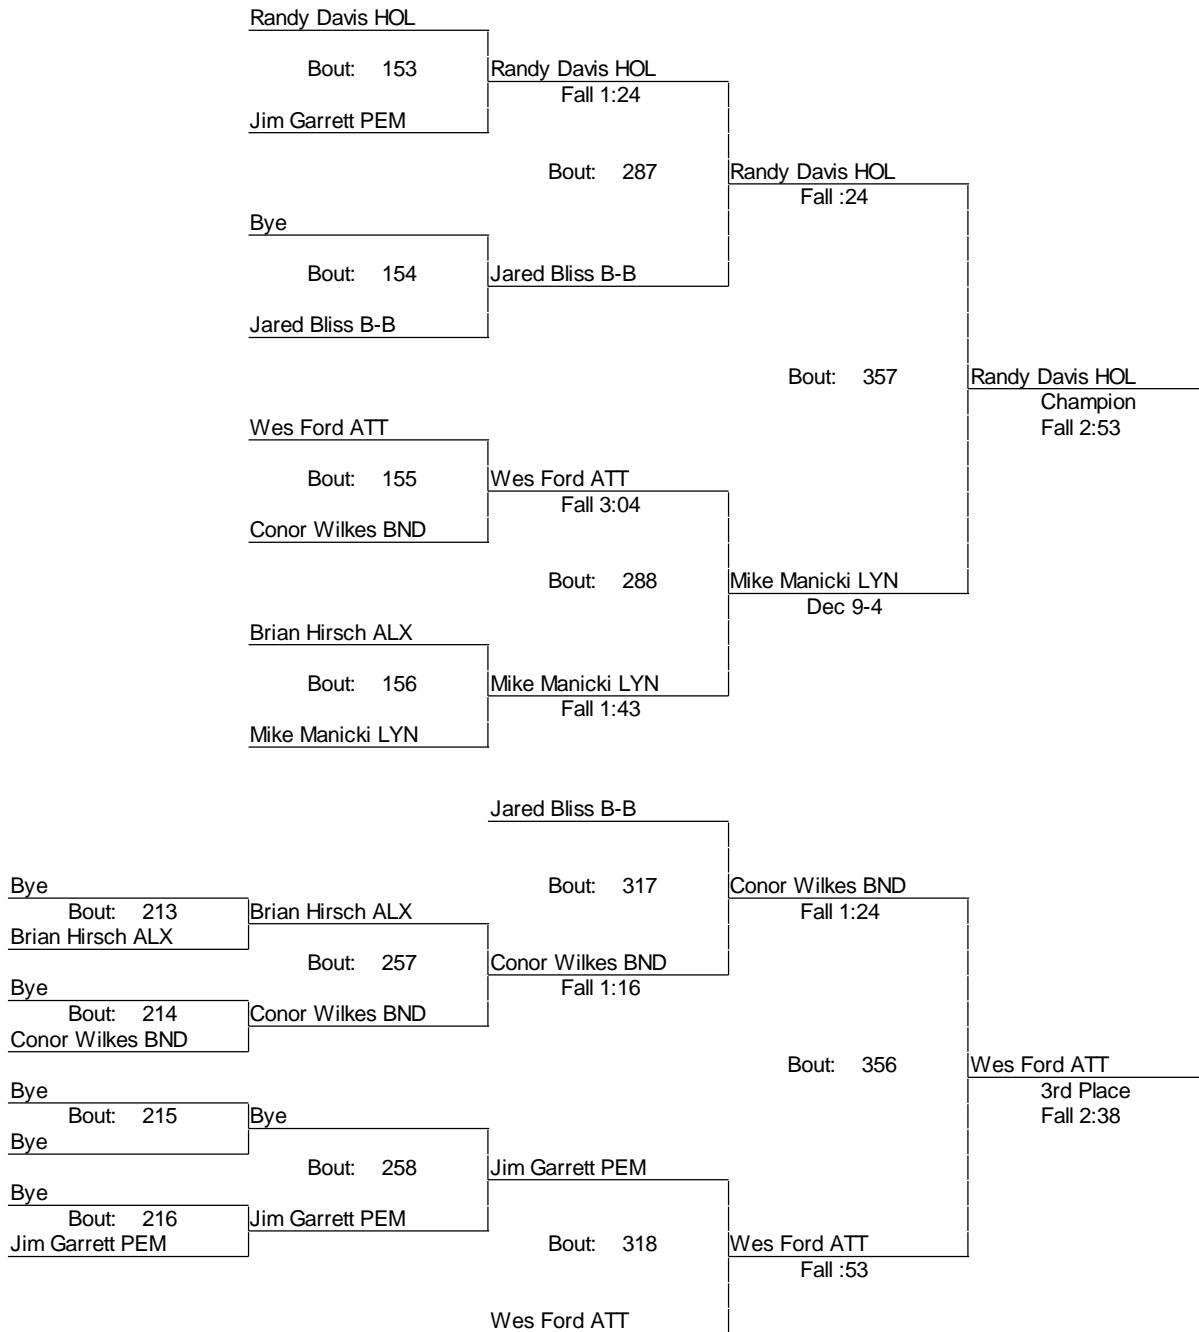 Randy Davis HOL
Bout: 153
Randy Davis HOL
Fall 1:24
Jim Garrett PEM
Bout: 287
Randy Davis HOL
Fall :24
Bye
Bout: 154
Jared Bliss B-B
Jared Bliss B-B
Bout: 357
Randy Davis HOL
Champion
Fall 2:53
Wes Ford ATT
Bout: 155
Wes Ford ATT
Fall 3:04
Conor Wilkes BND
Bout: 288
Mike Manicki LYN
Dec 9-4
Brian Hirsch ALX
Bout: 156
Mike Manicki LYN
Fall 1:43
Mike Manicki LYN
Jared Bliss B-B
Bye
Bout: 317
Conor Wilkes BND
Bout: 213
Brian Hirsch ALX
Fall 1:24
Brian Hirsch ALX
Bout: 257
Conor Wilkes BND
Fall 1:16
Bye
Bout: 214
Conor Wilkes BND
Conor Wilkes BND
Bout: 356
Wes Ford ATT
3rd Place
Fall 2:38
Bye
Bout: 215
Bye
Bye
Bout: 258
Jim Garrett PEM
Bye
Bout: 216
Jim Garrett PEM
Jim Garrett PEM
Bout: 318
Wes Ford ATT
Fall :53
Wes Ford ATT